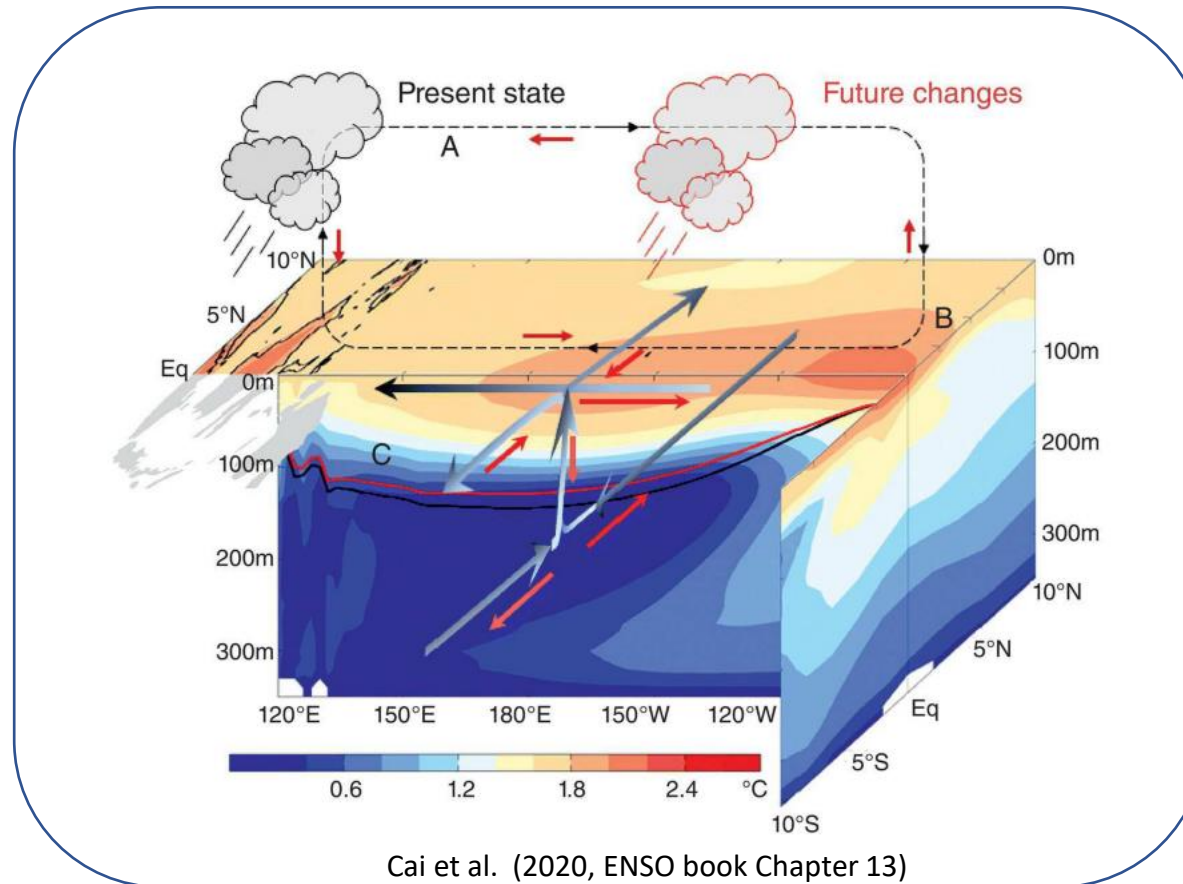 Present state
Future changes
A
10°N
0m
5°N
B
100m
Eq
0m
200m
C
100m
300m
200m
10°N
300m
5°N
120°E 150°E 180°E 150°W 120°W
Eq
5°S
0.6 1.2 1.8 2.4 °C
10°S
Cai et al. (2020, ENSO book Chapter 13)